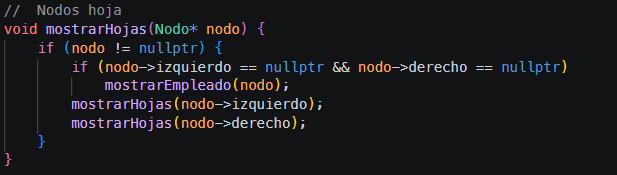 //  Nodos hoja
void mostrarHojas(Nodo* nodo) {
    if (nodo != nullptr) {
        if (nodo->izquierdo == nullptr && nodo->derecho == nullptr)
            mostrarEmpleado(nodo);
        mostrarHojas(nodo->izquierdo);
        mostrarHojas(nodo->derecho);
    }
}